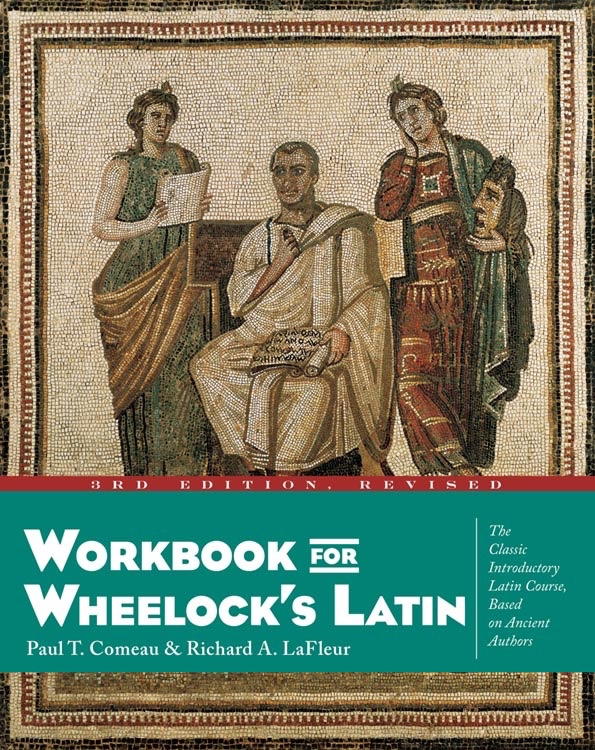 3RD EDITION, REVISED
WORKBOOK FOR
WHEELOCK'S LATIN
Paul T. Comeau & Richard A. LaFleur
The
Classic
Introductory
Latin Course,
Based
on Ancient
Authors